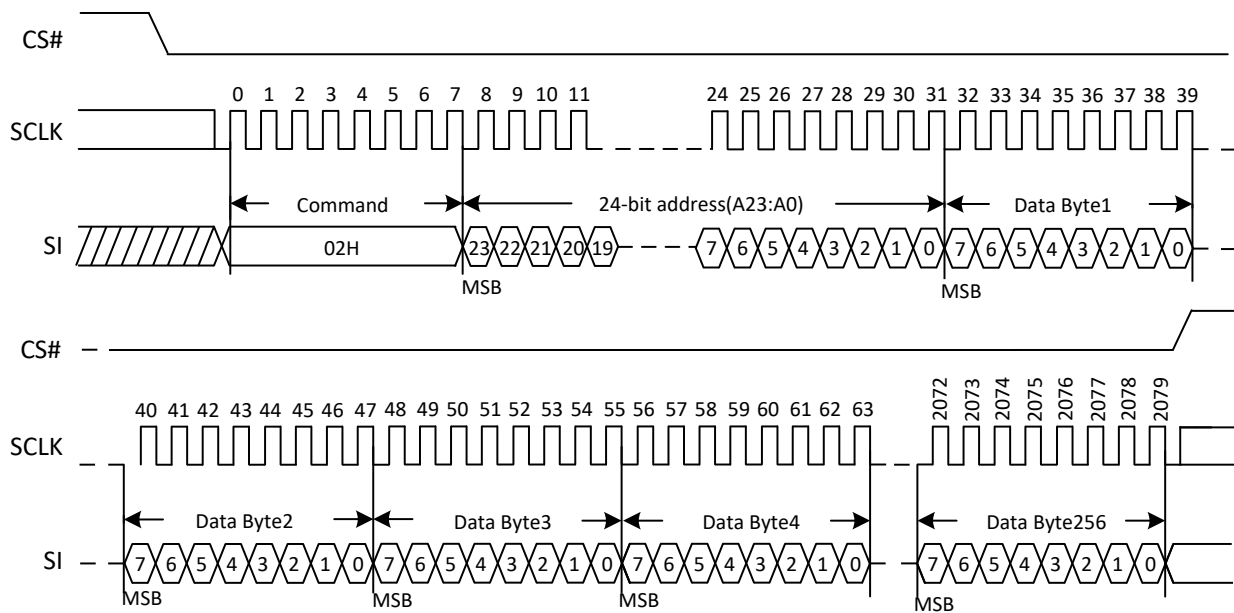 CS#
0 1 2 3 4 5 6 7 8 9 10 11 24 25 26 27 28 29 30 31 32 33 34 35 36 37 38 39
SCLK
Command 24-bit address(A23:A0) Data Byte1
SI 02H 23 22 21 20 19 7 6 5 4 3 2 1 0 7 6 5 4 3 2 1 0
MSB MSB
CS#
40 41 42 43 44 45 46 47 48 49 50 51 52 53 54 55 56 57 58 59 60 61 62 63 2072 2073 2074 2075 2076 2077 2078 2079
SCLK
Data Byte2 Data Byte3 Data Byte4 Data Byte256
SI 7 6 5 4 3 2 1 0 7 6 5 4 3 2 1 0 7 6 5 4 3 2 1 0 7 6 5 4 3 2 1 0
MSB MSB MSB MSB